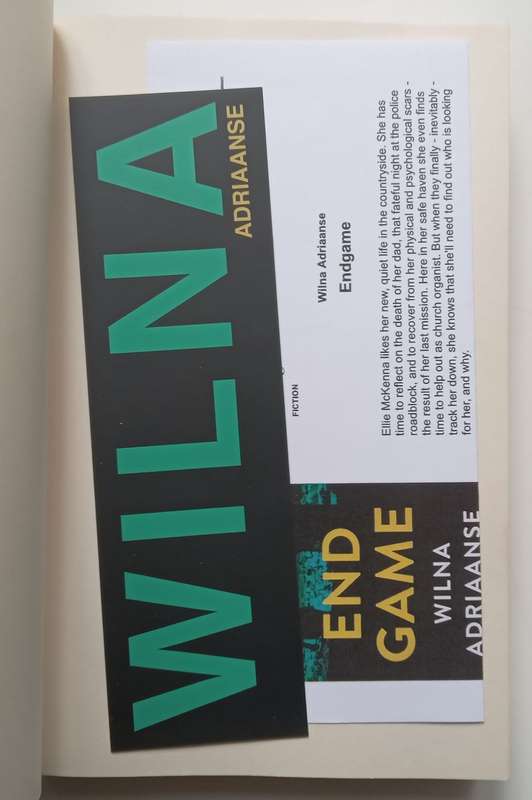 WILNA
ADRIAANSE
FICTION
Wilna Adriaanse
Endgame
Ellie McKenna likes her new, quiet life in the countryside. She has
time to reflect on the death of her dad, that fateful night at the police
roadblock, and to recover from her physical and psychological scars -
the result of her last mission. Here in her safe haven she even finds
time to help out as church organist. But when they finally - inevitably -
track her down, she knows that she'll need to find out who is looking
for her, and why.
END
GAME
WILNA
ADRIAANSE